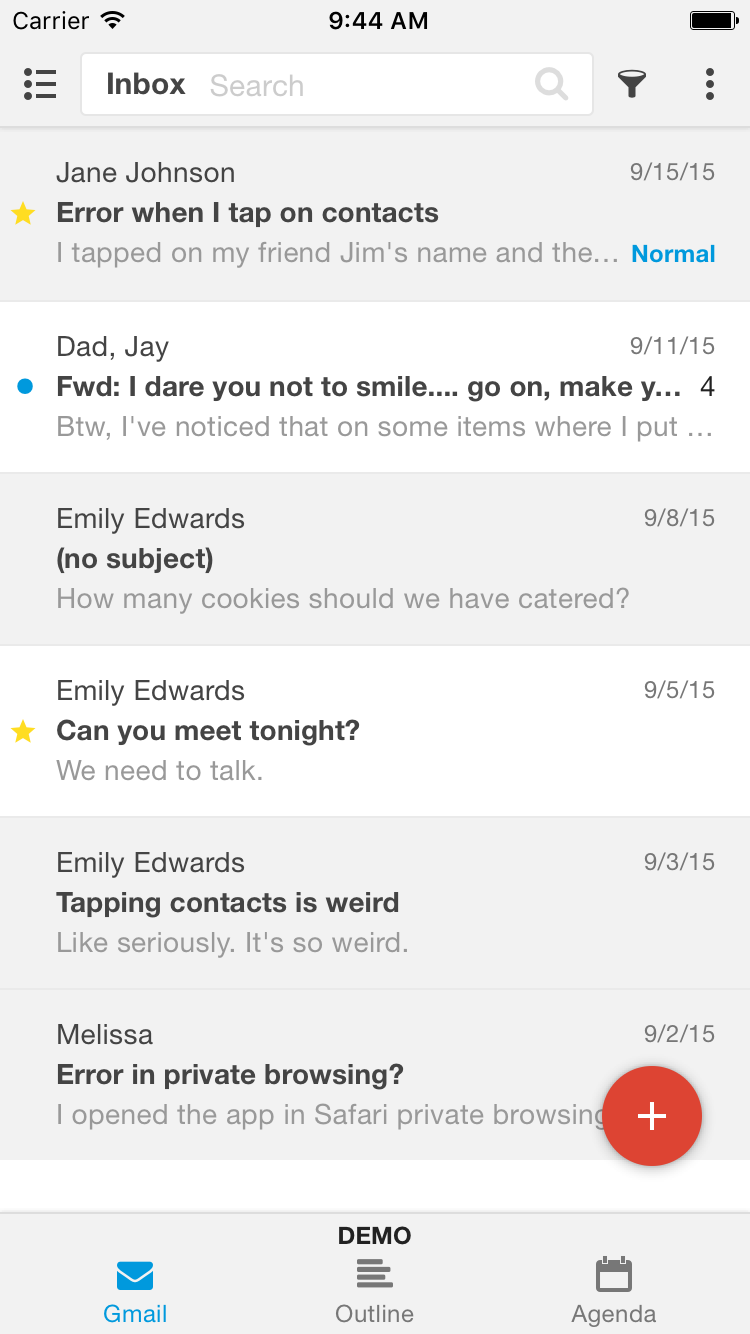 Carrier 9:44 AM
Inbox Search
Jane Johnson 9/15/15
Error when I tap on contacts
I tapped on my friend Jim's name and the... Normal
Dad, Jay 9/11/15
Fwd: I dare you not to smile.... go on, make y... 4
Btw, I've noticed that on some items where I put ...
Emily Edwards 9/8/15
(no subject)
How many cookies should we have catered?
Emily Edwards 9/5/15
Can you meet tonight?
We need to talk.
Emily Edwards 9/3/15
Tapping contacts is weird
Like seriously. It's so weird.
Melissa 9/2/15
Error in private browsing?
I opened the app in Safari private browsing
DEMO
Gmail Outline Agenda